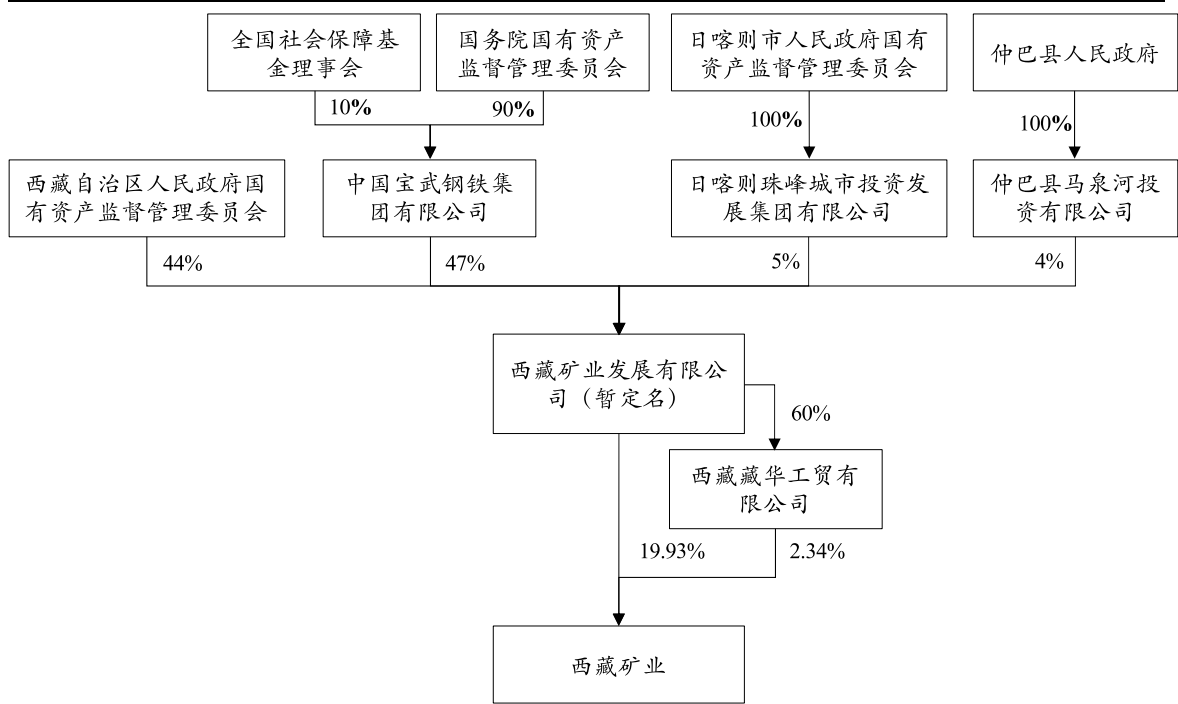 全国社会保障基
金理事会
国务院国有资产
监督管理委员会
日喀则市人民政府国有
资产监督管理委员会
仲巴县人民政府
10%
90%
100%
100%
西藏自治区人民政府国
有资产监督管理委员会
中国宝武钢铁集
团有限公司
日喀则珠峰城市投资发
展集团有限公司
仲巴县马泉河投
资有限公司
44%
47%
5%
4%
西藏矿业发展有限公
司（暂定名）
60%
西藏藏华工贸有
限公司
19.93%
2.34%
西藏矿业